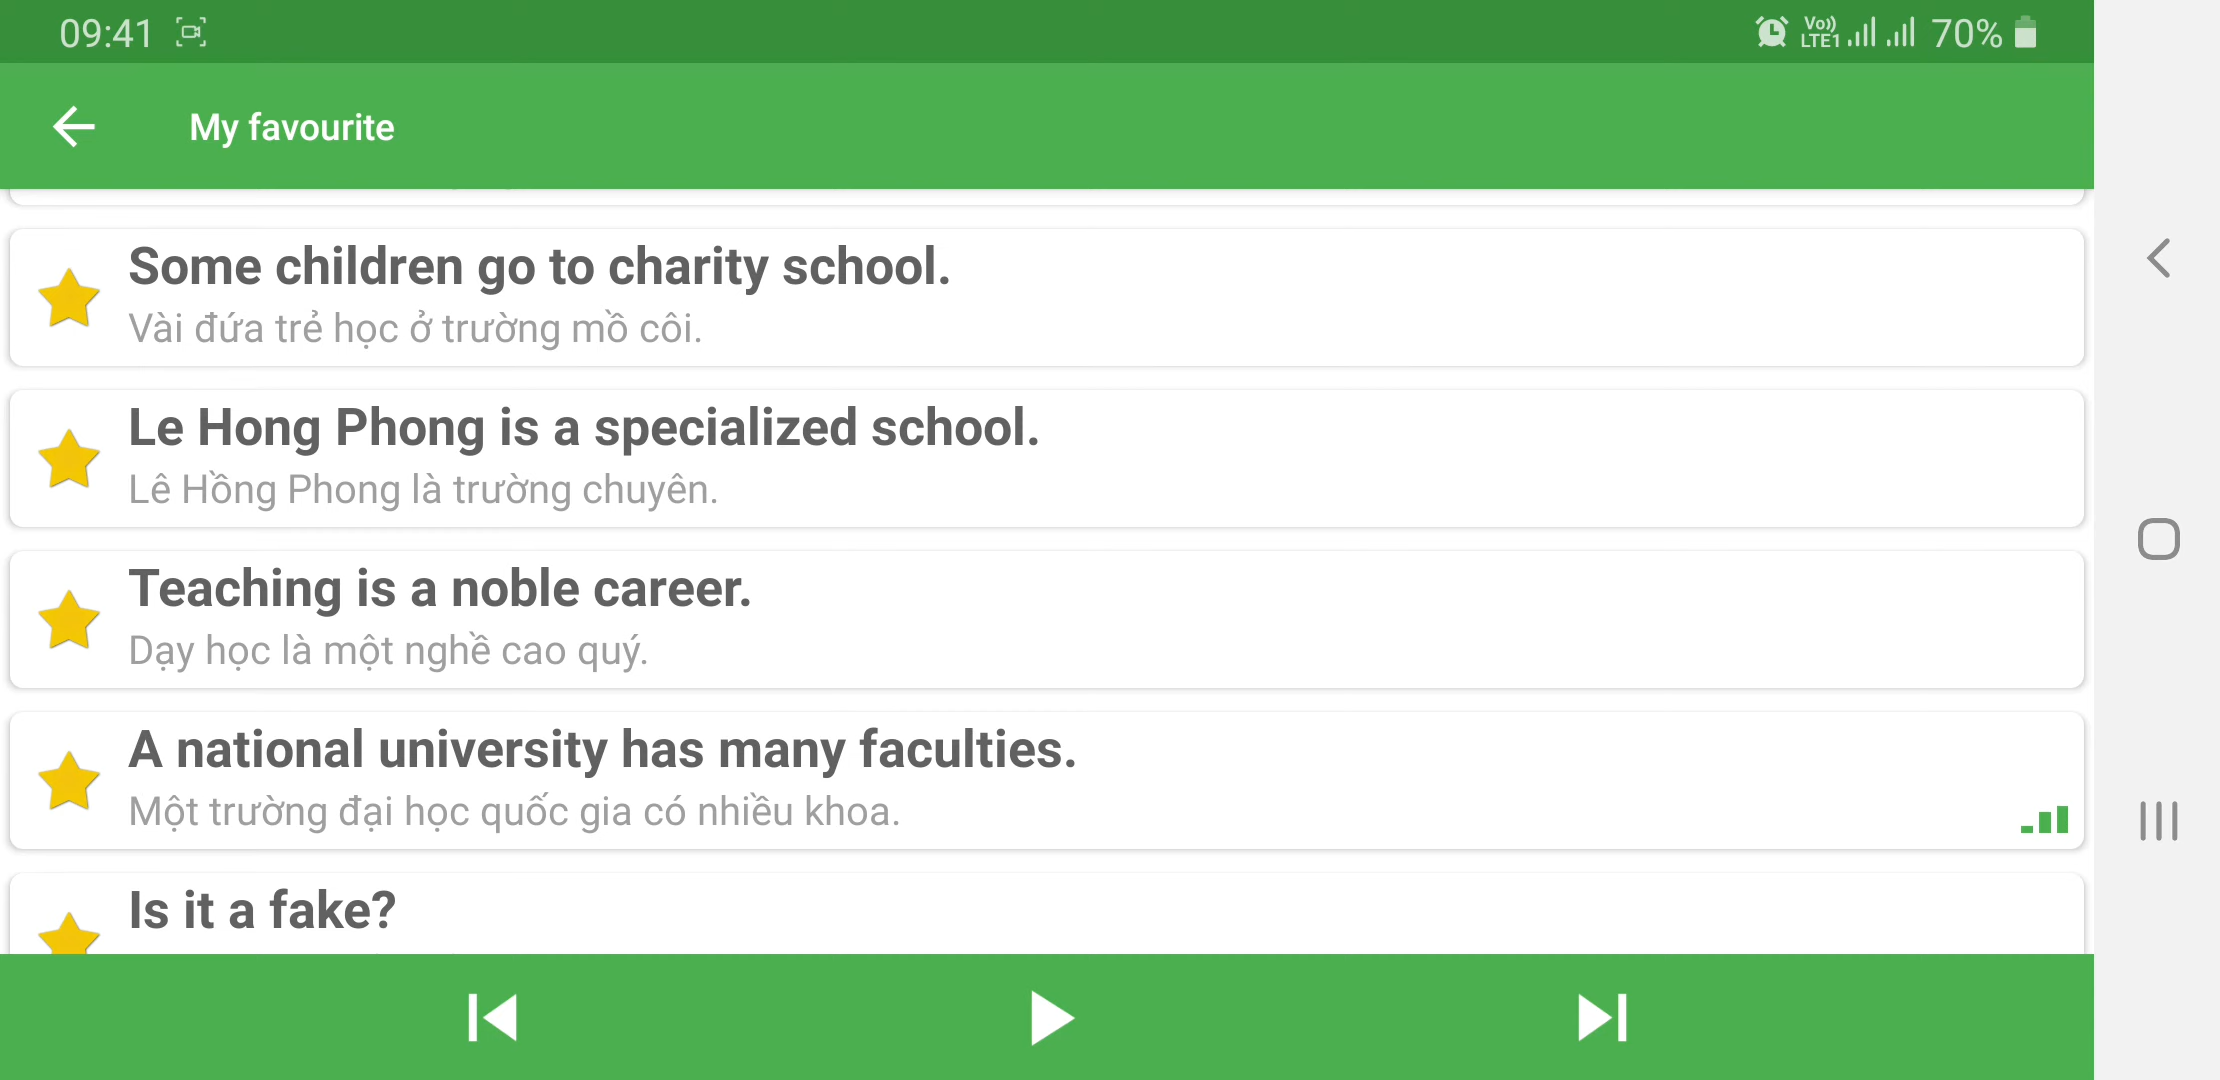 09:41
Vo)) LTE1 70%
My favourite
Some children go to charity school.
Vài đứa trẻ học ở trường mồ côi.
Le Hong Phong is a specialized school.
Lê Hồng Phong là trường chuyên.
Teaching is a noble career.
Dạy học là một nghề cao quý.
A national university has many faculties.
Một trường đại học quốc gia có nhiều khoa.
Is it a fake?